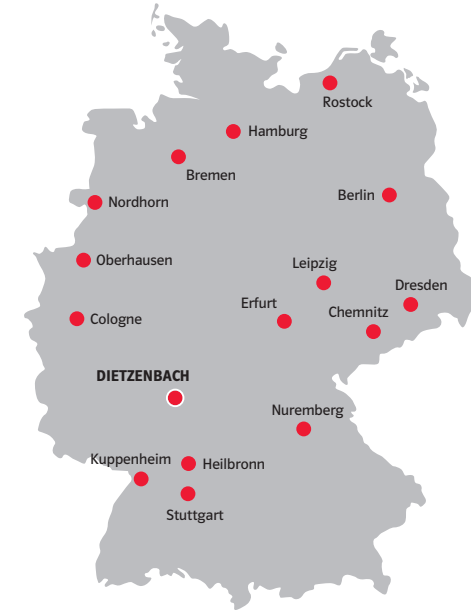 Rostock
Hamburg
Bremen
Berlin
Nordhorn
Oberhausen
Leipzig
Dresden
Erfurt
Chemnitz
Cologne
DIETZENBACH
Nuremberg
Kuppenheim
Heilbronn
Stuttgart